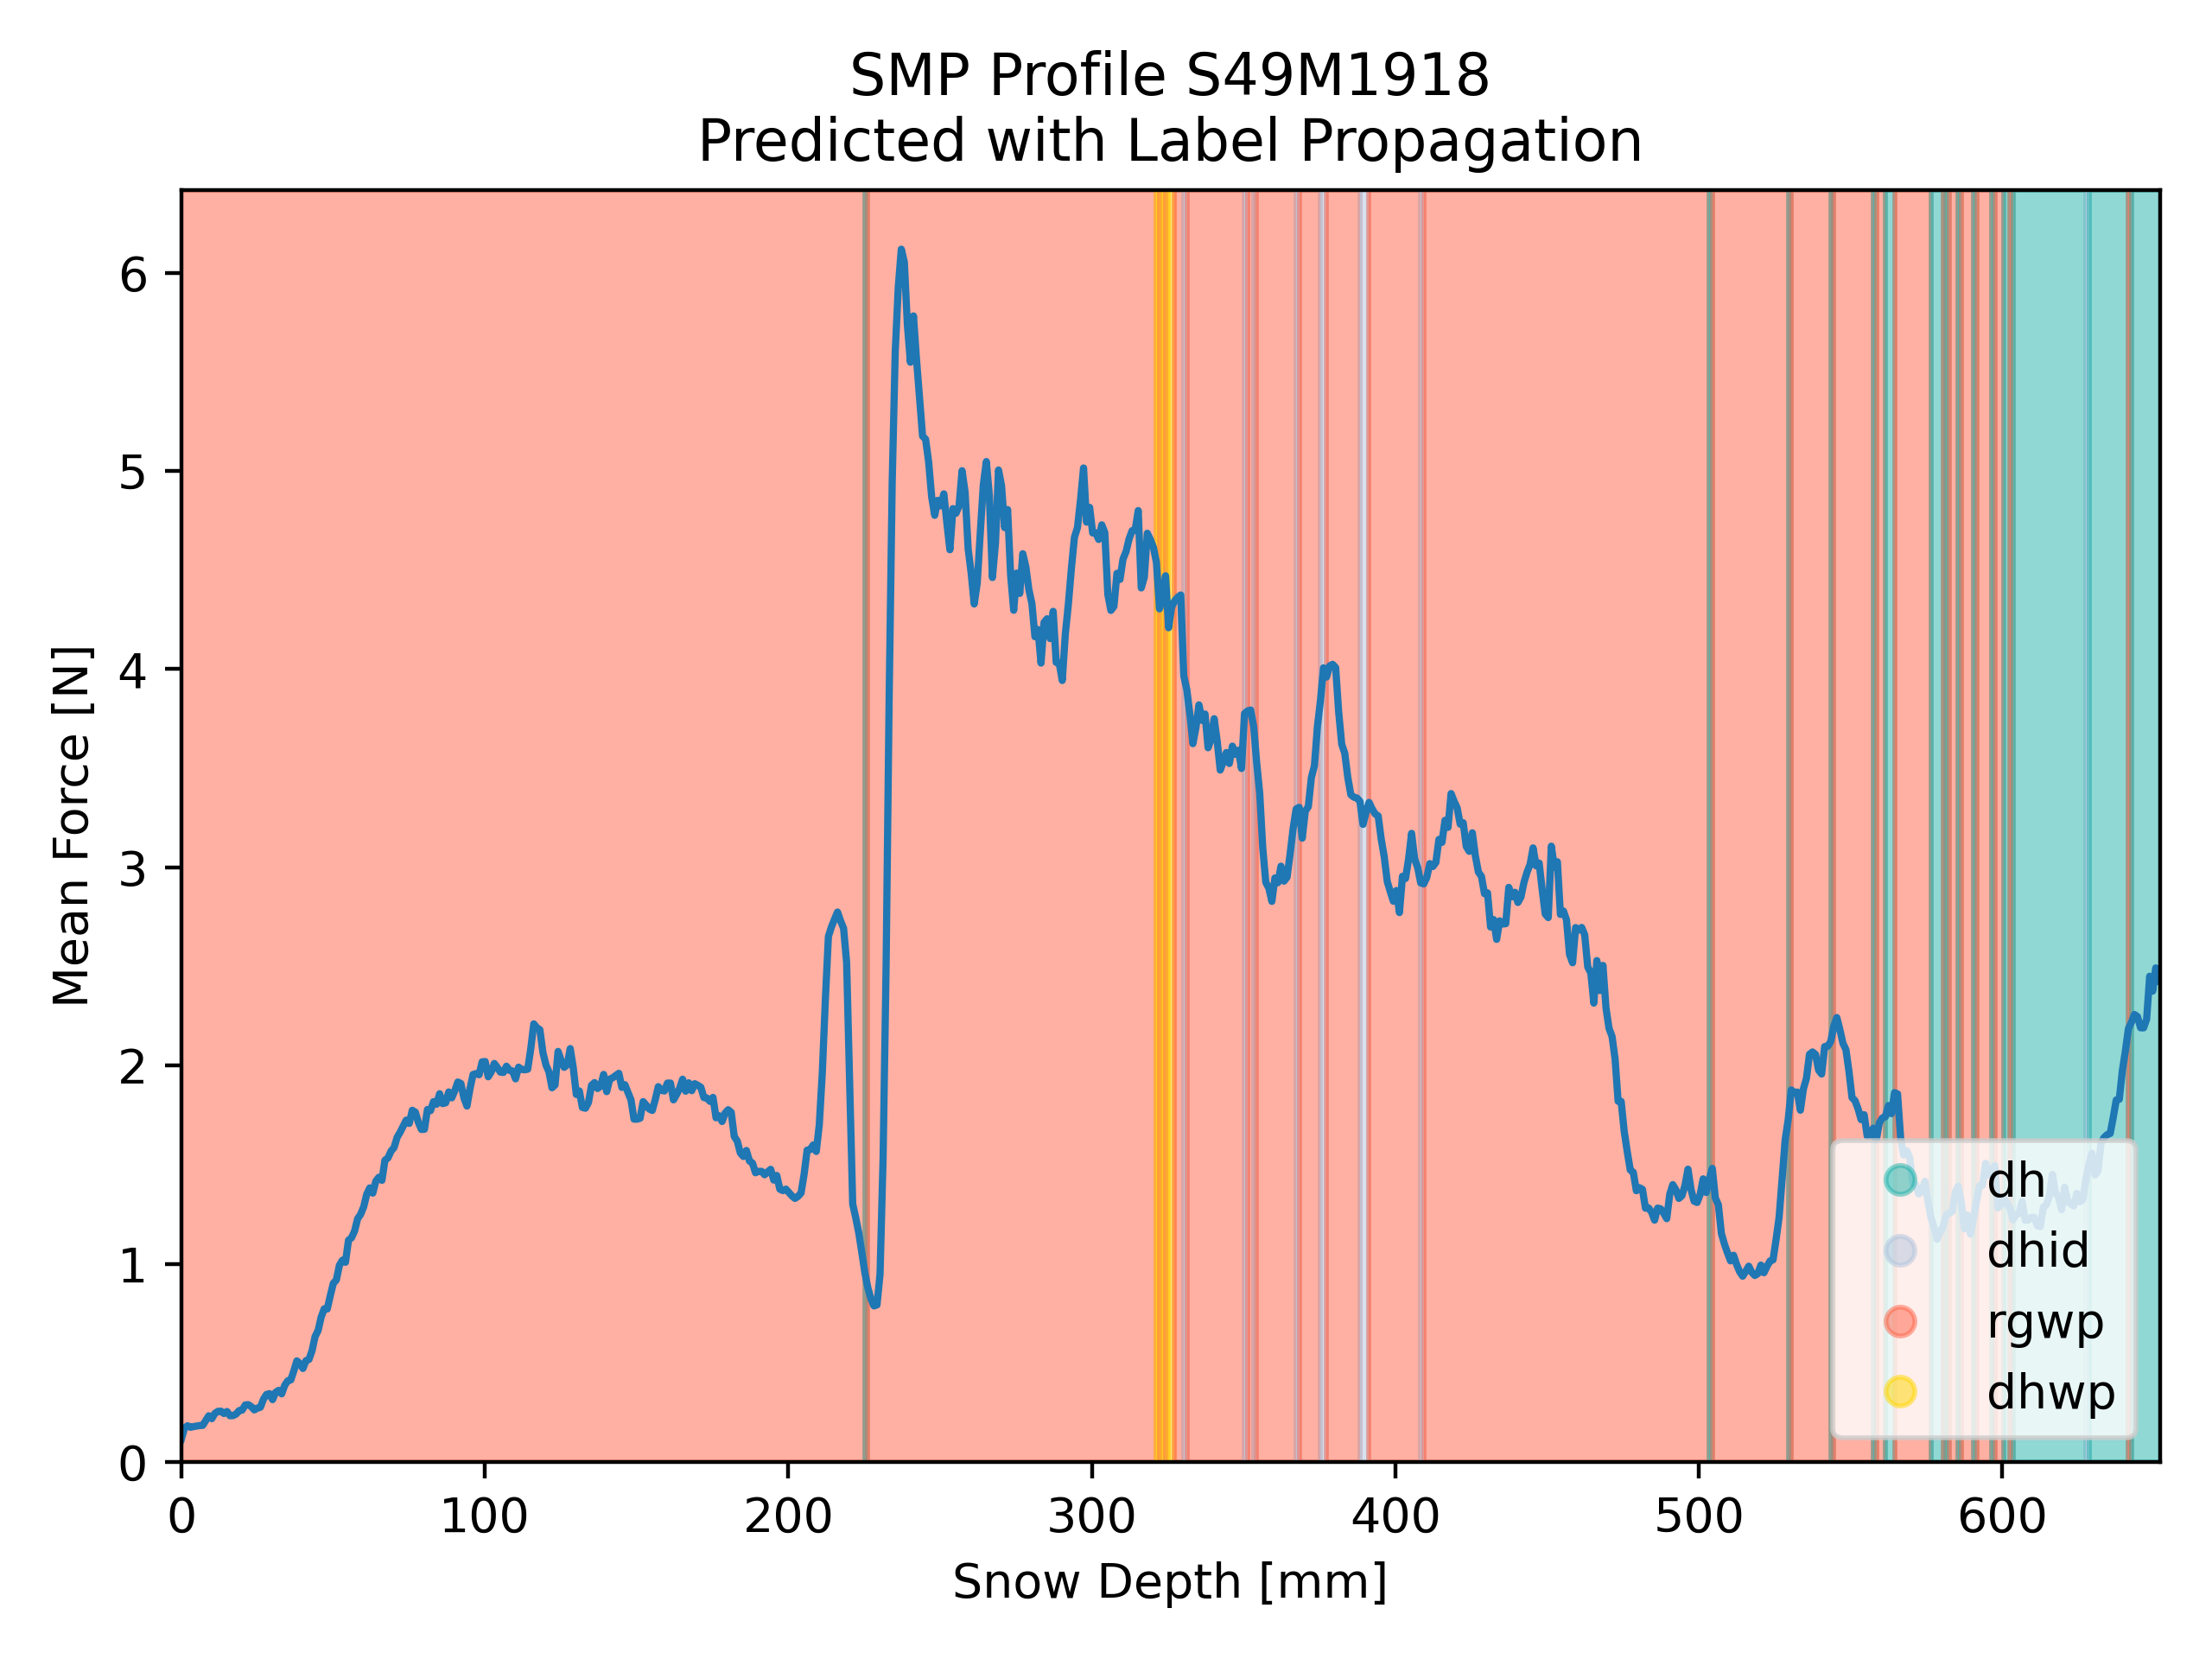 SMP Profile S49M1918
Predicted with Label Propagation
Mean Force [N]
6
5
4
3
2
1
0
dh
dhid
rgwp
dhwp
0 100 200 300 400 500 600
Snow Depth [mm]